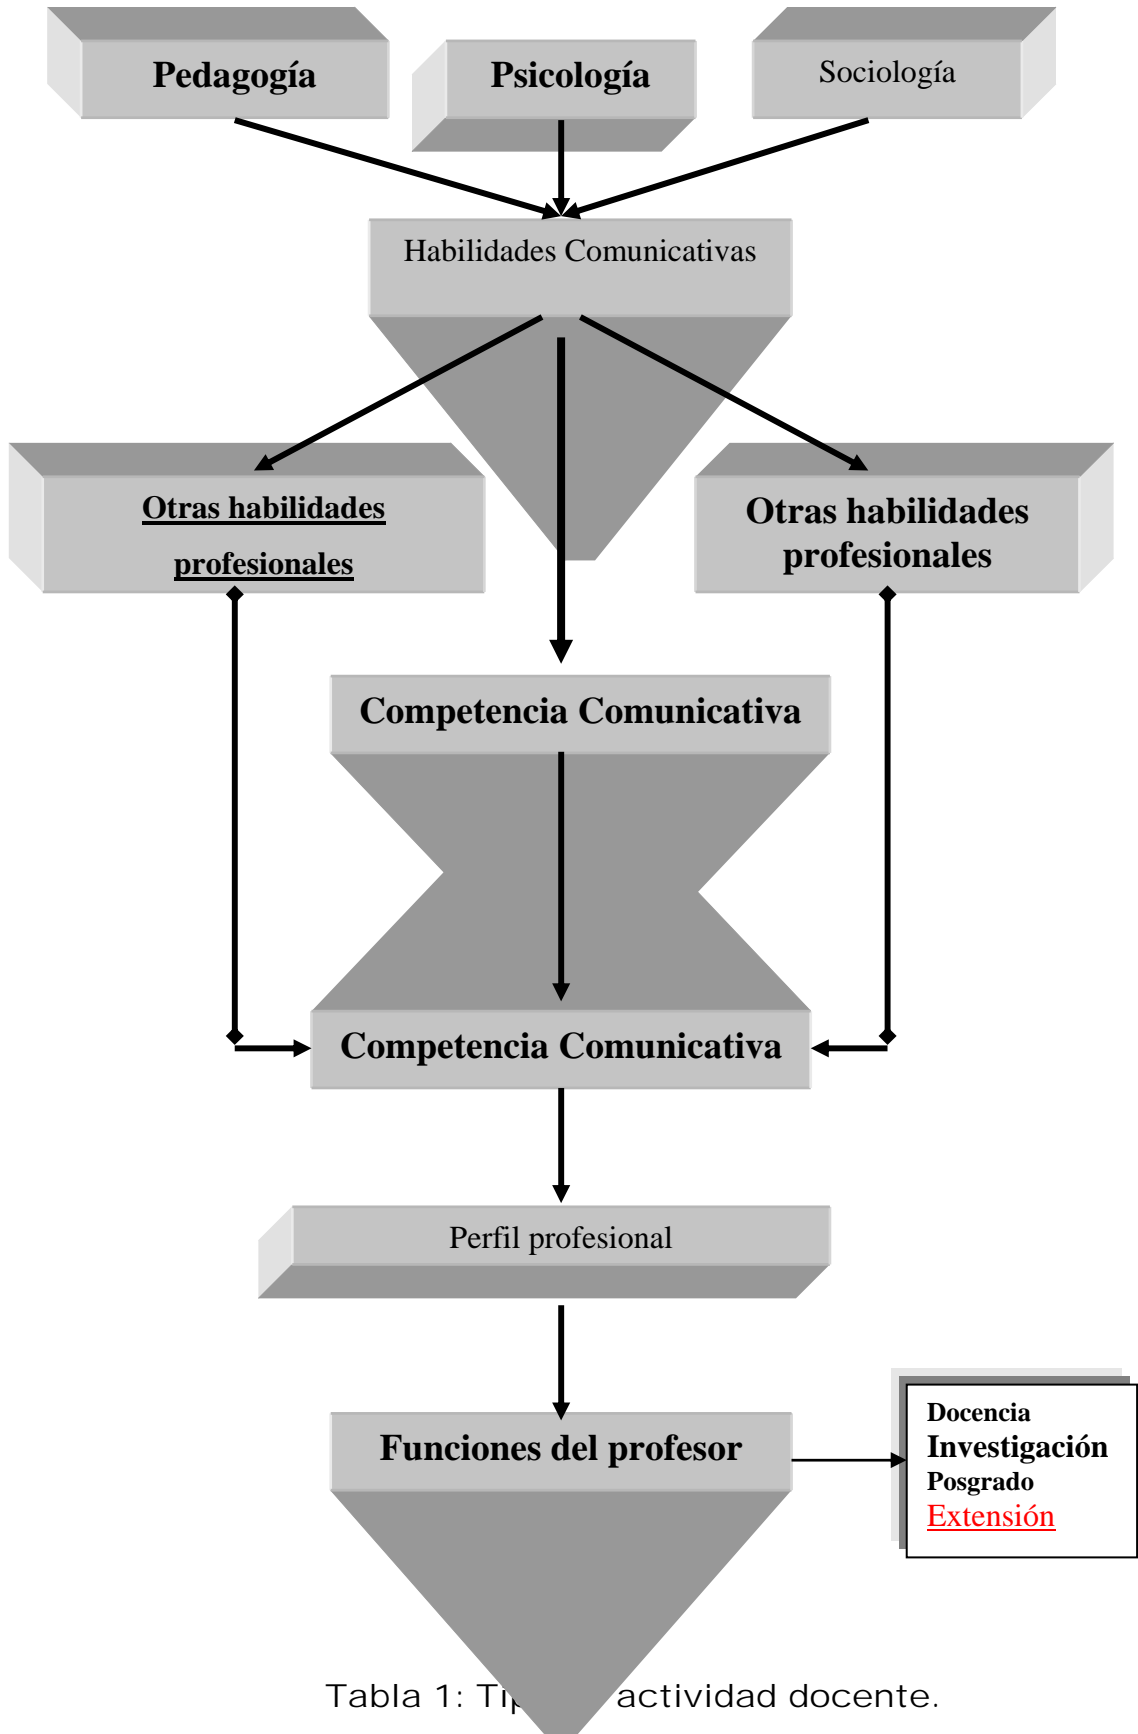 Pedagogía
Psicología
Sociología
Habilidades Comunicativas
Otras habilidades
profesionales
Otras habilidades
profesionales
Competencia Comunicativa
Competencia Comunicativa
Perfil profesional
Funciones del profesor
Docencia
Investigación
Posgrado
Extensión
Tabla 1: actividad docente.